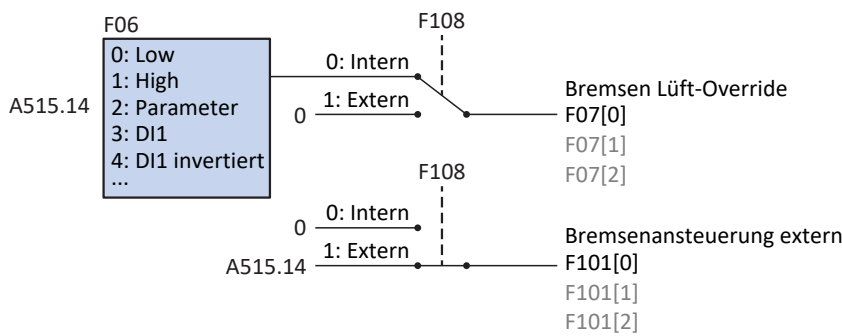 F06
F108
0: Low
1: High
2: Parameter
3: DI1
4: DI1 invertiert
...
A515.14
0: Intern
0 1: Extern
Bremsen Lüft-Override
F07[0]
F07[1]
F07[2]
F108
0 0: Intern
A515.14 1: Extern
Bremsenansteuerung extern
F101[0]
F101[1]
F101[2]